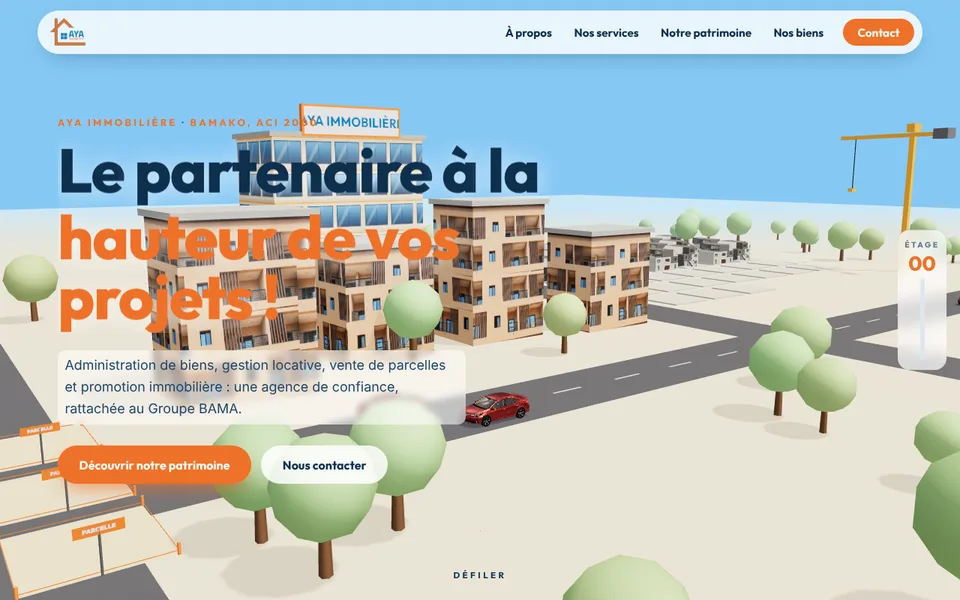 AYA
À propos
Nos services
Notre patrimoine
Nos biens
Contact
AYA IMMOBILIÈRE • BAMAKO, ACI 2000
AYA IMMOBILIÈRE
Le partenaire à la
hauteur de vos
projets !
ÉTAGE
00
Administration de biens, gestion locative, vente de parcelles
et promotion immobilière : une agence de confiance,
rattachée au Groupe BAMA.
Découvrir notre patrimoine
Nous contacter
PARCELLE
PARCELLE
DÉFILER